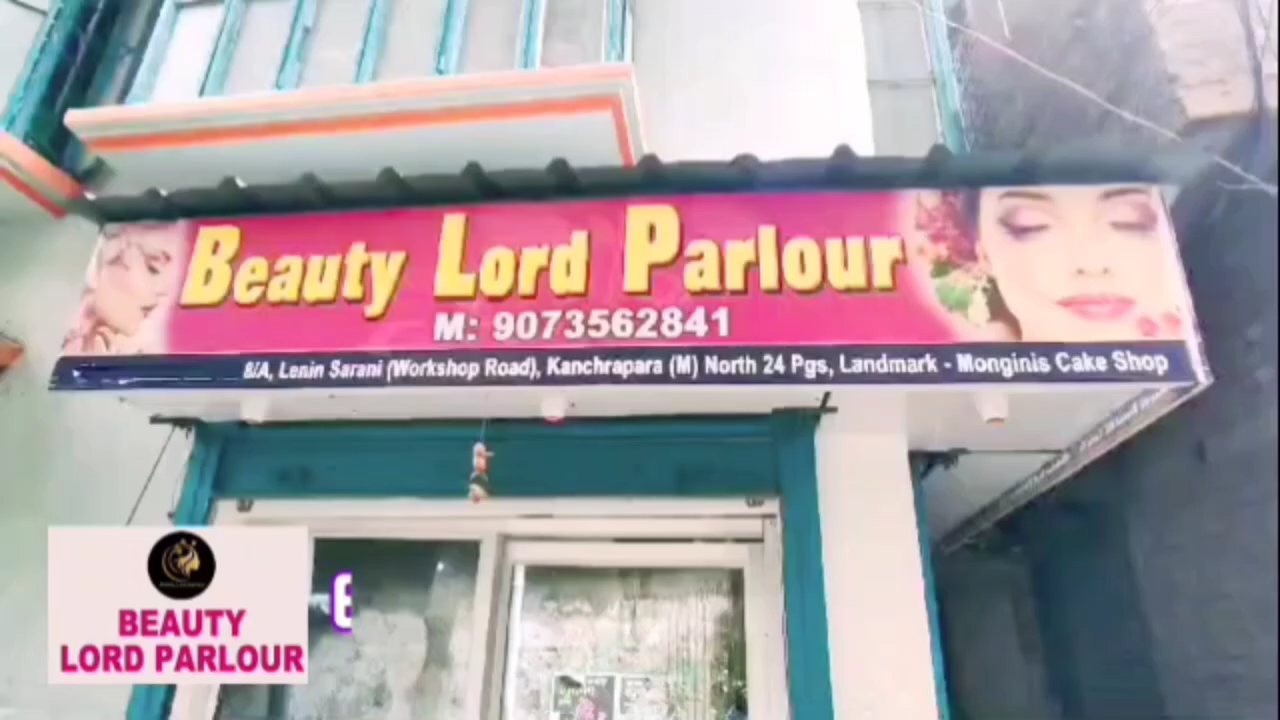 Beauty Lord Parlour
M: 9073562841
8/A, Lenin Sarani (Workshop Road), Kanchrapara (M) North 24 Pgs, Landmark - Monginis Cake Shop
BEAUTY
LORD PARLOUR